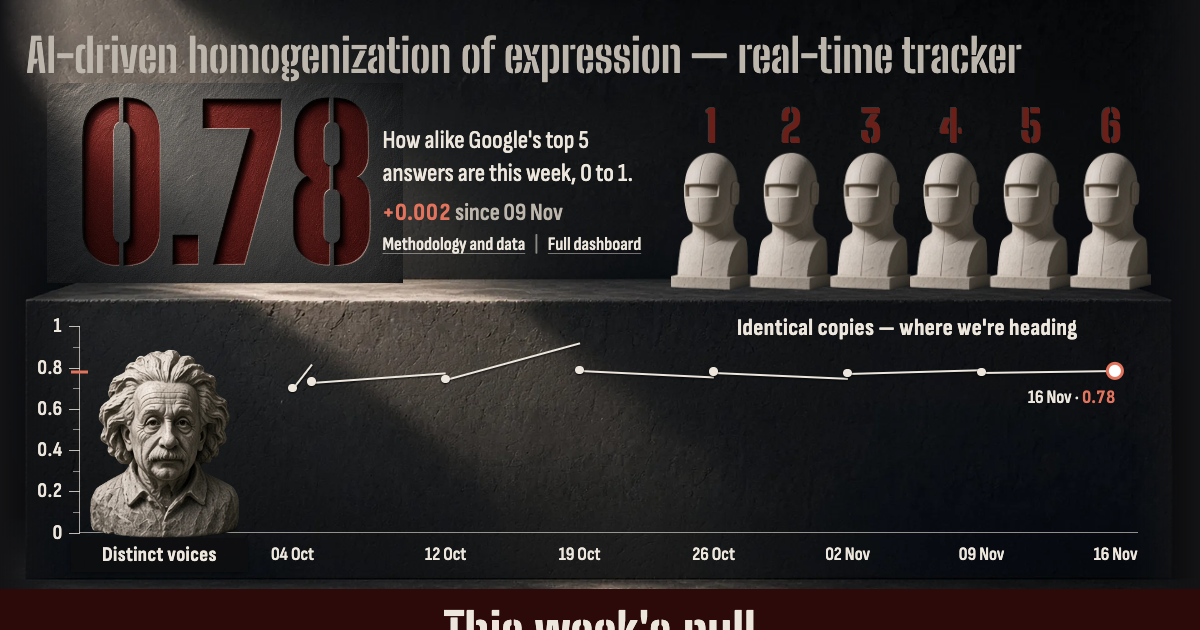 AI-driven homogenization of expression — real-time tracker
0.78
How alike Google's top 5
answers are this week, 0 to 1.
+0.002 since 09 Nov
Methodology and data | Full dashboard
1 2 3 4 5 6
Identical copies — where we're heading
1
0.8
0.6
0.4
0.2
0
16 Nov · 0.78
Distinct voices
04 Oct 12 Oct 19 Oct 26 Oct 02 Nov 09 Nov 16 Nov
This week's pull